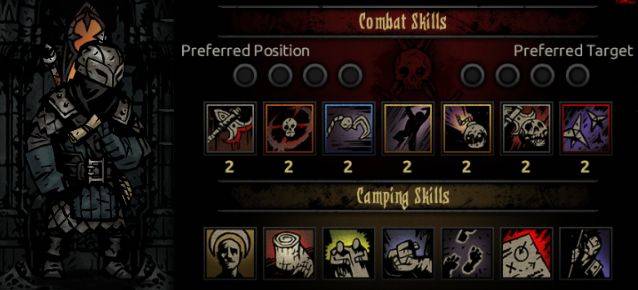 Combat Skills
Preferred Position Preferred Target
2 2 2 2 2 2 2
Camping Skills